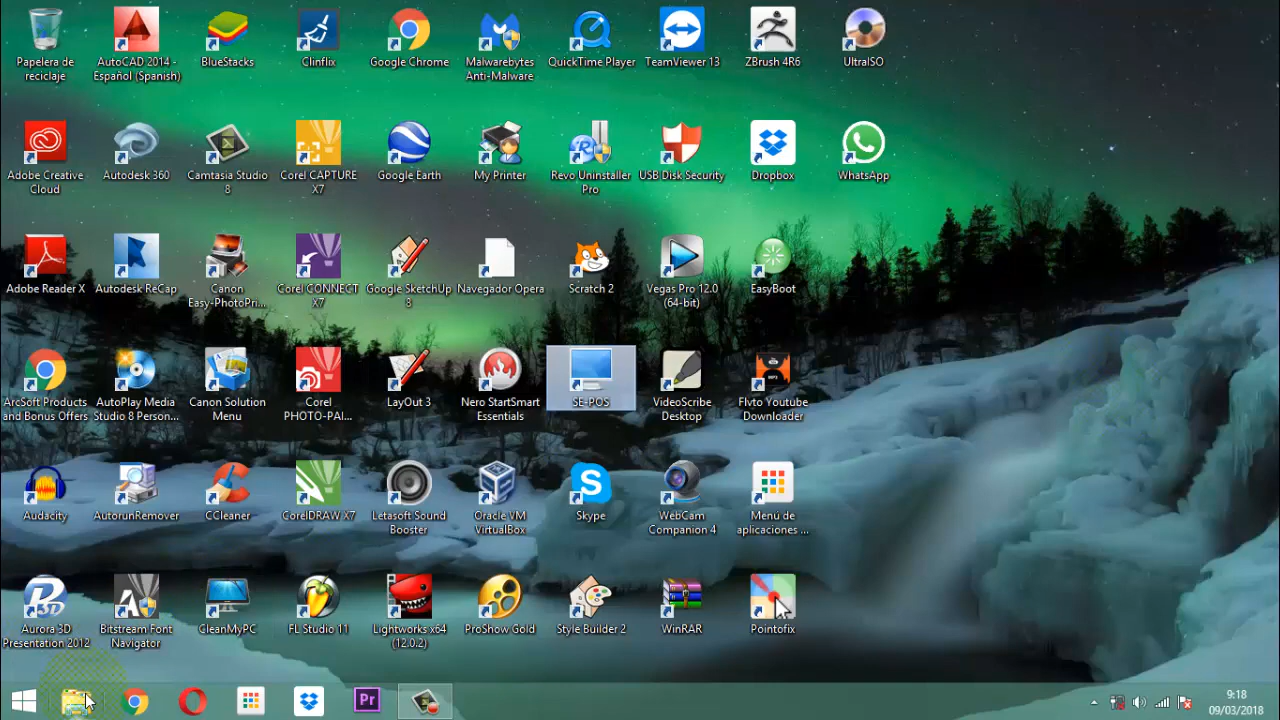 Papelera de
reciclaje
AutoCAD 2014 -
Español (Spanish)
BlueStacks
Clinflix
Google Chrome
Malwarebytes
Anti-Malware
QuickTime Player
TeamViewer 13
ZBrush 4R6
UltraISO
Adobe Creative
Cloud
Autodesk 360
Camtasia Studio
8
Corel CAPTURE
X7
Google Earth
My Printer
Revo Uninstaller
Pro
USB Disk Security
Dropbox
WhatsApp
Adobe Reader X
Autodesk ReCap
Canon
Easy-PhotoPri...
Corel CONNECT
X7
Google SketchUp
8
Navegador Opera
Scratch 2
Vegas Pro 12.0
(64-bit)
EasyBoot
ArcSoft Products
and Bonus Offers
AutoPlay Media
Studio 8 Person...
Canon Solution
Menu
Corel
PHOTO-PAI...
LayOut 3
Nero StartSmart
Essentials
SE-POS
VideoScribe
Desktop
Flvto Youtube
Downloader
Audacity
AutorunRemover
CCleaner
CorelDRAW X7
Letasoft Sound
Booster
Oracle VM
VirtualBox
Skype
WebCam
Companion 4
Menú de
aplicaciones ...
Aurora 3D
Presentation 2012
Bitstream Font
Navigator
CleanMyPC
FL Studio 11
Lightworks x64
(12.0.2)
ProShow Gold
Style Builder 2
WinRAR
Pointofix
Pr
9:18
09/03/2018